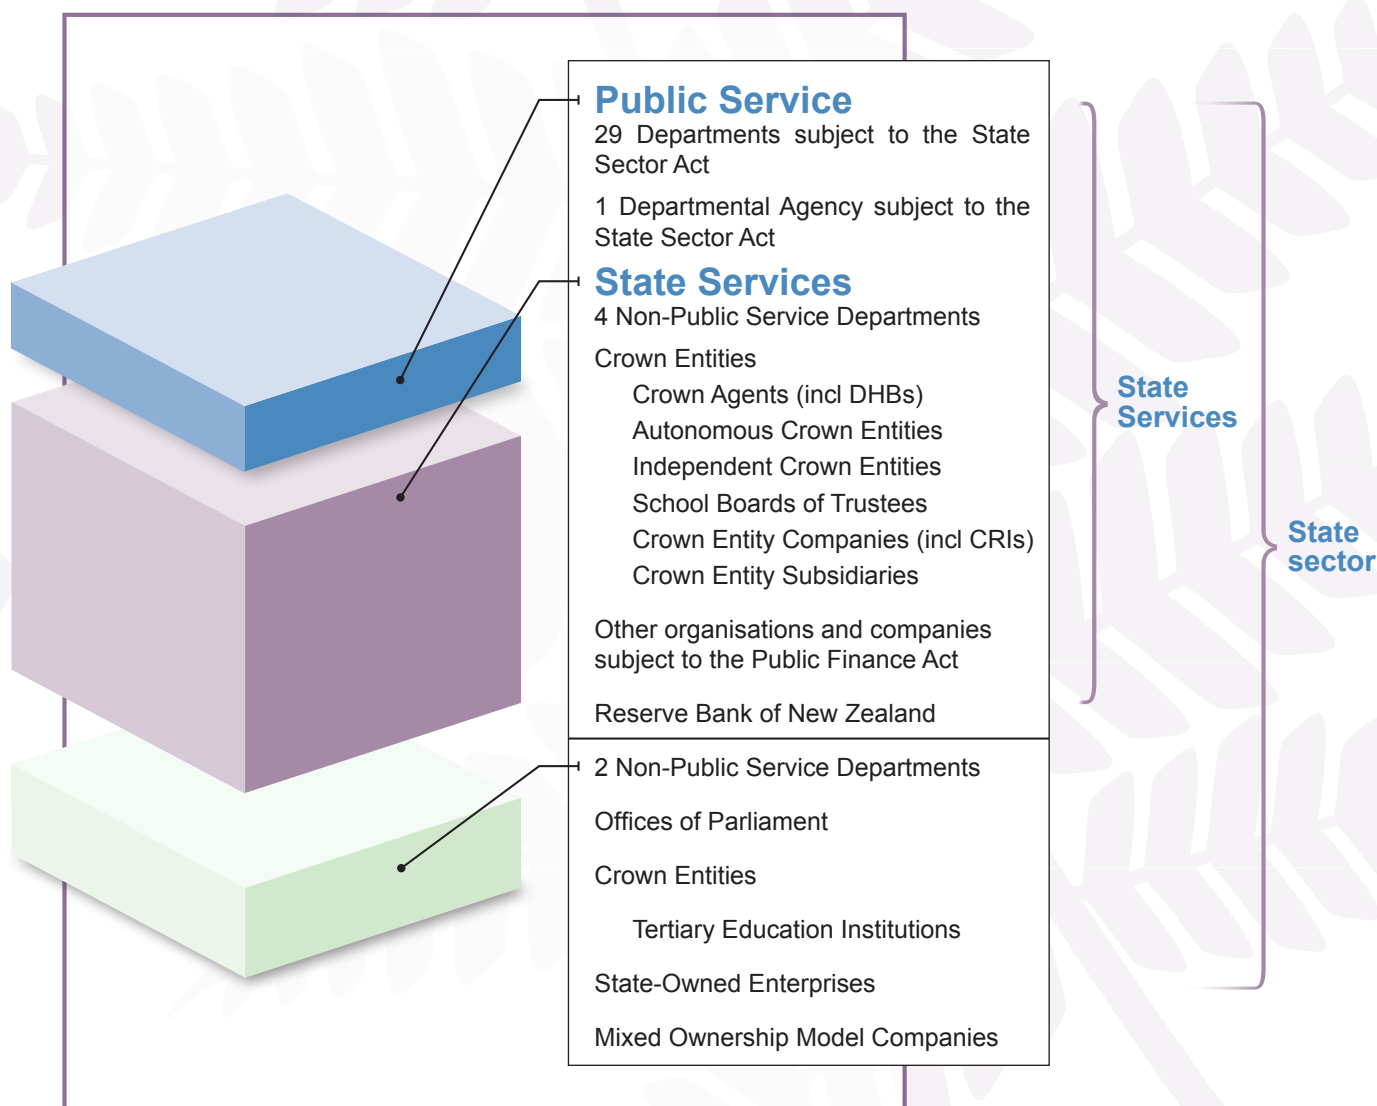 Public Service
29 Departments subject to the State
Sector Act
1 Departmental Agency subject to the
State Sector Act
State Services
4 Non-Public Service Departments
Crown Entities
Crown Agents (incl DHBs)
Autonomous Crown Entities
Independent Crown Entities
School Boards of Trustees
Crown Entity Companies (incl CRIs)
Crown Entity Subsidiaries
Other organisations and companies
subject to the Public Finance Act
Reserve Bank of New Zealand
2 Non-Public Service Departments
Offices of Parliament
Crown Entities
Tertiary Education Institutions
State-Owned Enterprises
Mixed Ownership Model Companies
State
Services
State
sector